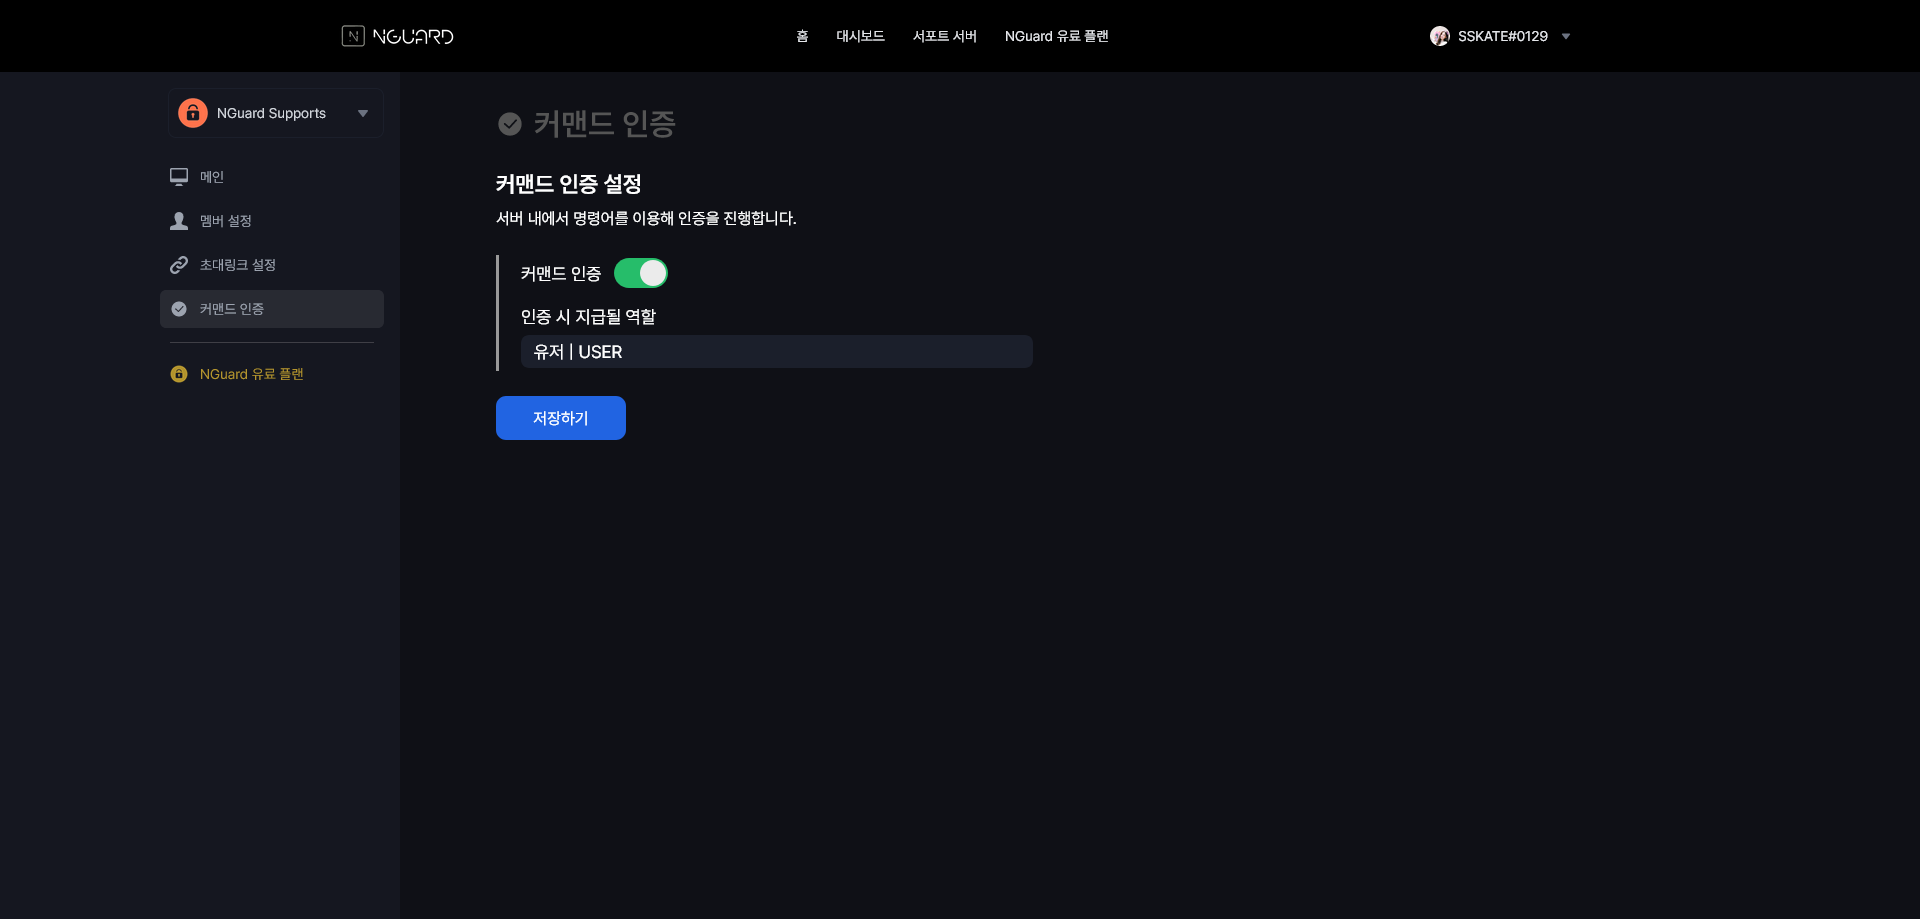 N NGUARD
홈 대시보드 서포트 서버 NGuard 유료 플랜
SSKATE#0129
NGuard Supports
메인
멤버 설정
초대링크 설정
커맨드 인증
NGuard 유료 플랜
커맨드 인증
커맨드 인증 설정
서버 내에서 명령어를 이용해 인증을 진행합니다.
커맨드 인증
인증 시 지급될 역할
유저 | USER
저장하기